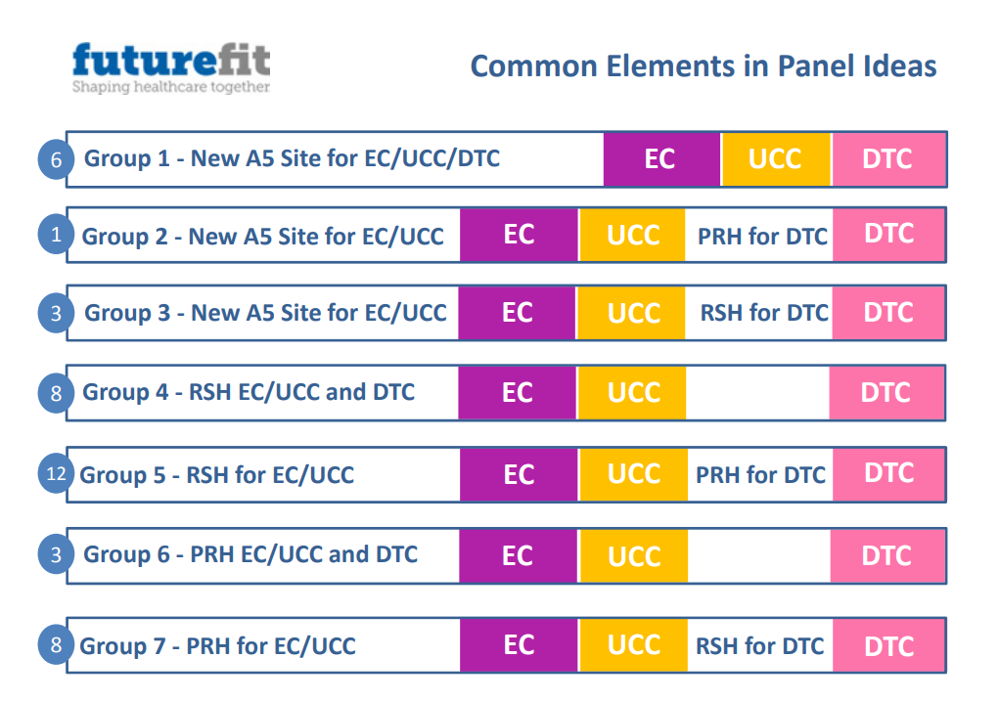 futurefit
Shaping healthcare together
Common Elements in Panel Ideas
6 Group 1 - New A5 Site for EC/UCC/DTC EC UCC DTC
1 Group 2 - New A5 Site for EC/UCC EC UCC PRH for DTC DTC
3 Group 3 - New A5 Site for EC/UCC EC UCC RSH for DTC DTC
8 Group 4 - RSH EC/UCC and DTC EC UCC DTC
12 Group 5 - RSH for EC/UCC EC UCC PRH for DTC DTC
3 Group 6 - PRH EC/UCC and DTC EC UCC DTC
8 Group 7 - PRH for EC/UCC EC UCC RSH for DTC DTC